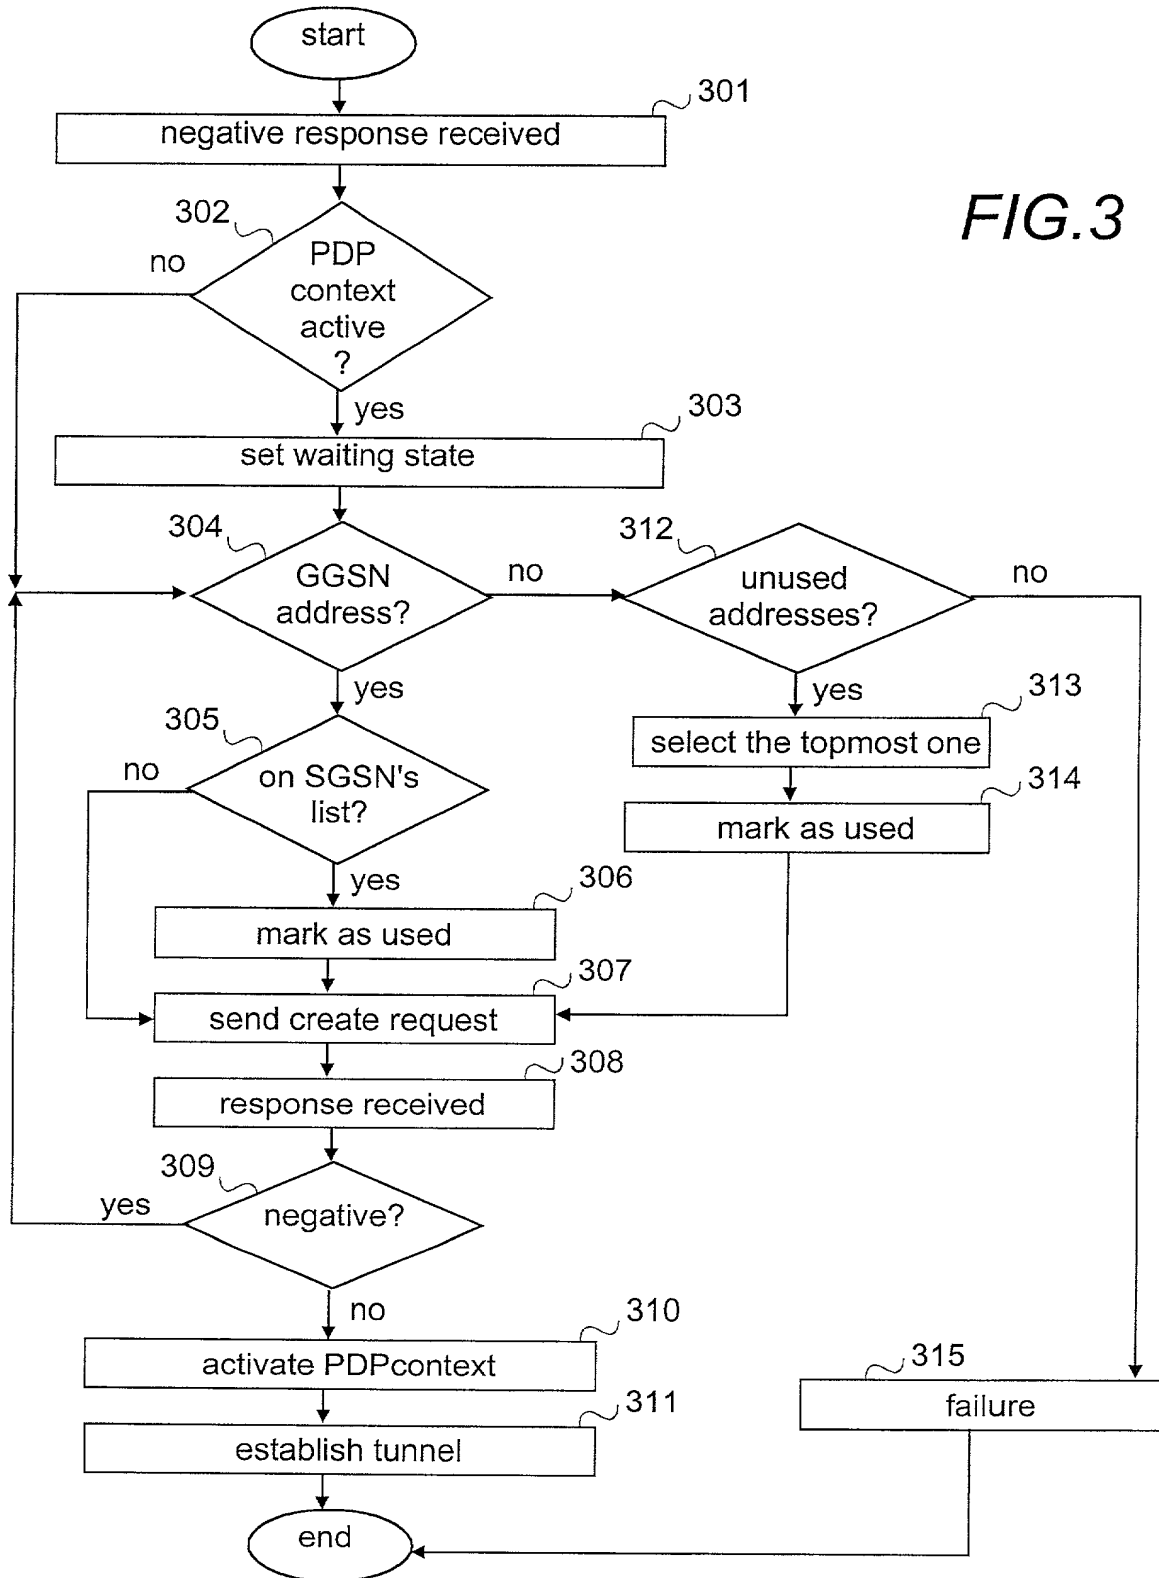 start
301
negative response received
FIG.3
302
no
PDP
context
active
?
yes
303
set waiting state
304
GGSN
address?
no
312
unused
addresses?
no
yes
yes
305
no
on SGSN's
list?
313
select the topmost one
314
mark as used
yes
306
mark as used
307
send create request
308
response received
309
yes
negative?
no
310
activate PDPcontext
311
establish tunnel
315
failure
end